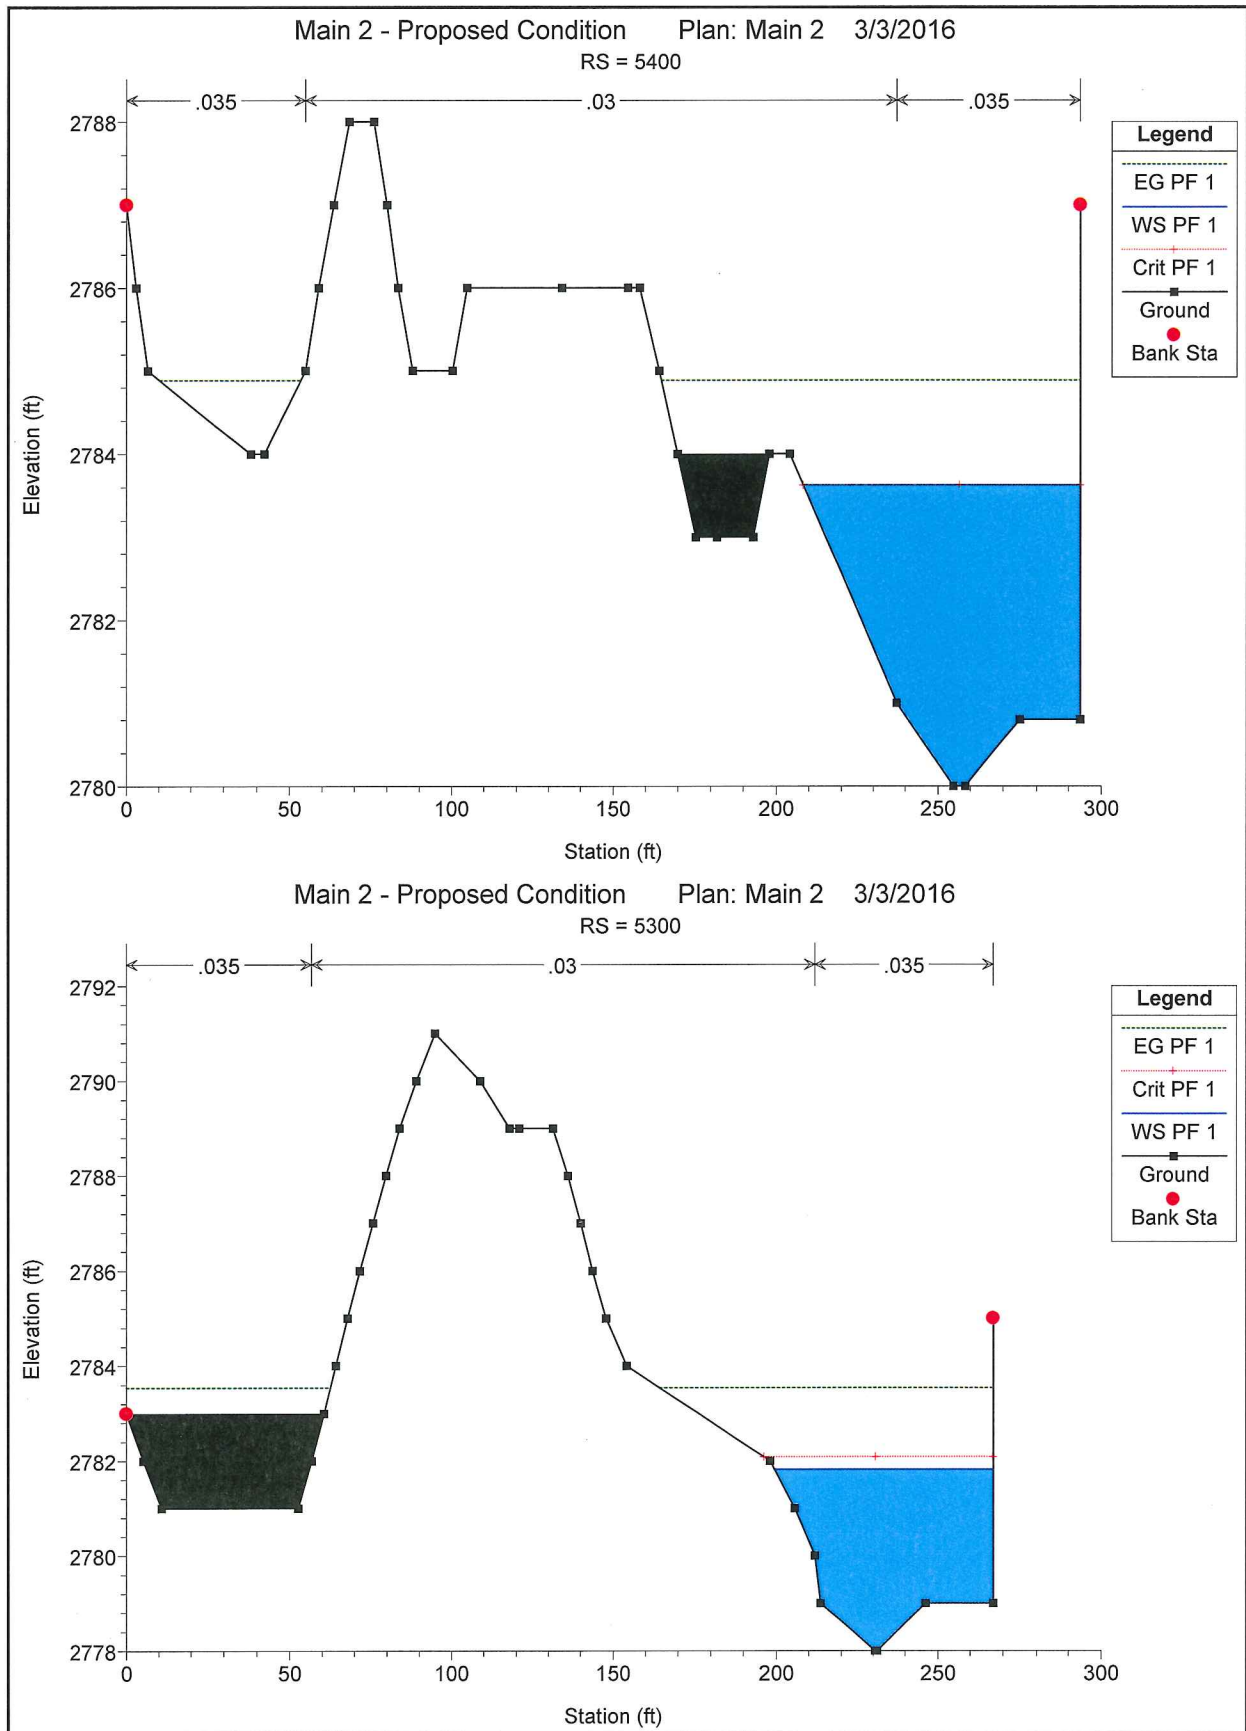 Main 2 - Proposed Condition Plan: Main 2 3/3/2016
RS = 5400
.035 .03 .035
2788
2786
2784
2782
2780
Elevation (ft)
0 50 100 150 200 250 300
Station (ft)
Legend
EG PF 1
WS PF 1
Crit PF 1
Ground
Bank Sta
Main 2 - Proposed Condition Plan: Main 2 3/3/2016
RS = 5300
.035 .03 .035
2792
2790
2788
2786
2784
2782
2780
2778
Elevation (ft)
0 50 100 150 200 250 300
Station (ft)
Legend
EG PF 1
Crit PF 1
WS PF 1
Ground
Bank Sta